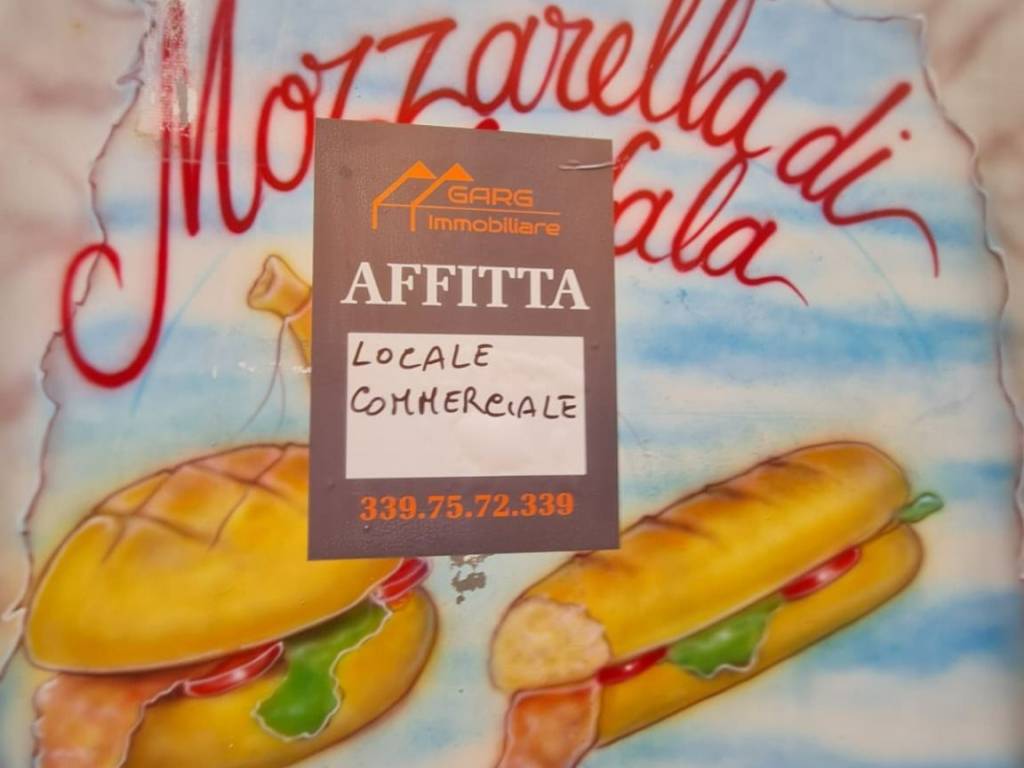 Mozzarella di
GARG
Immobiliare
AFFITTA
LOCALE
COMMERCIALE
339.75.72.339